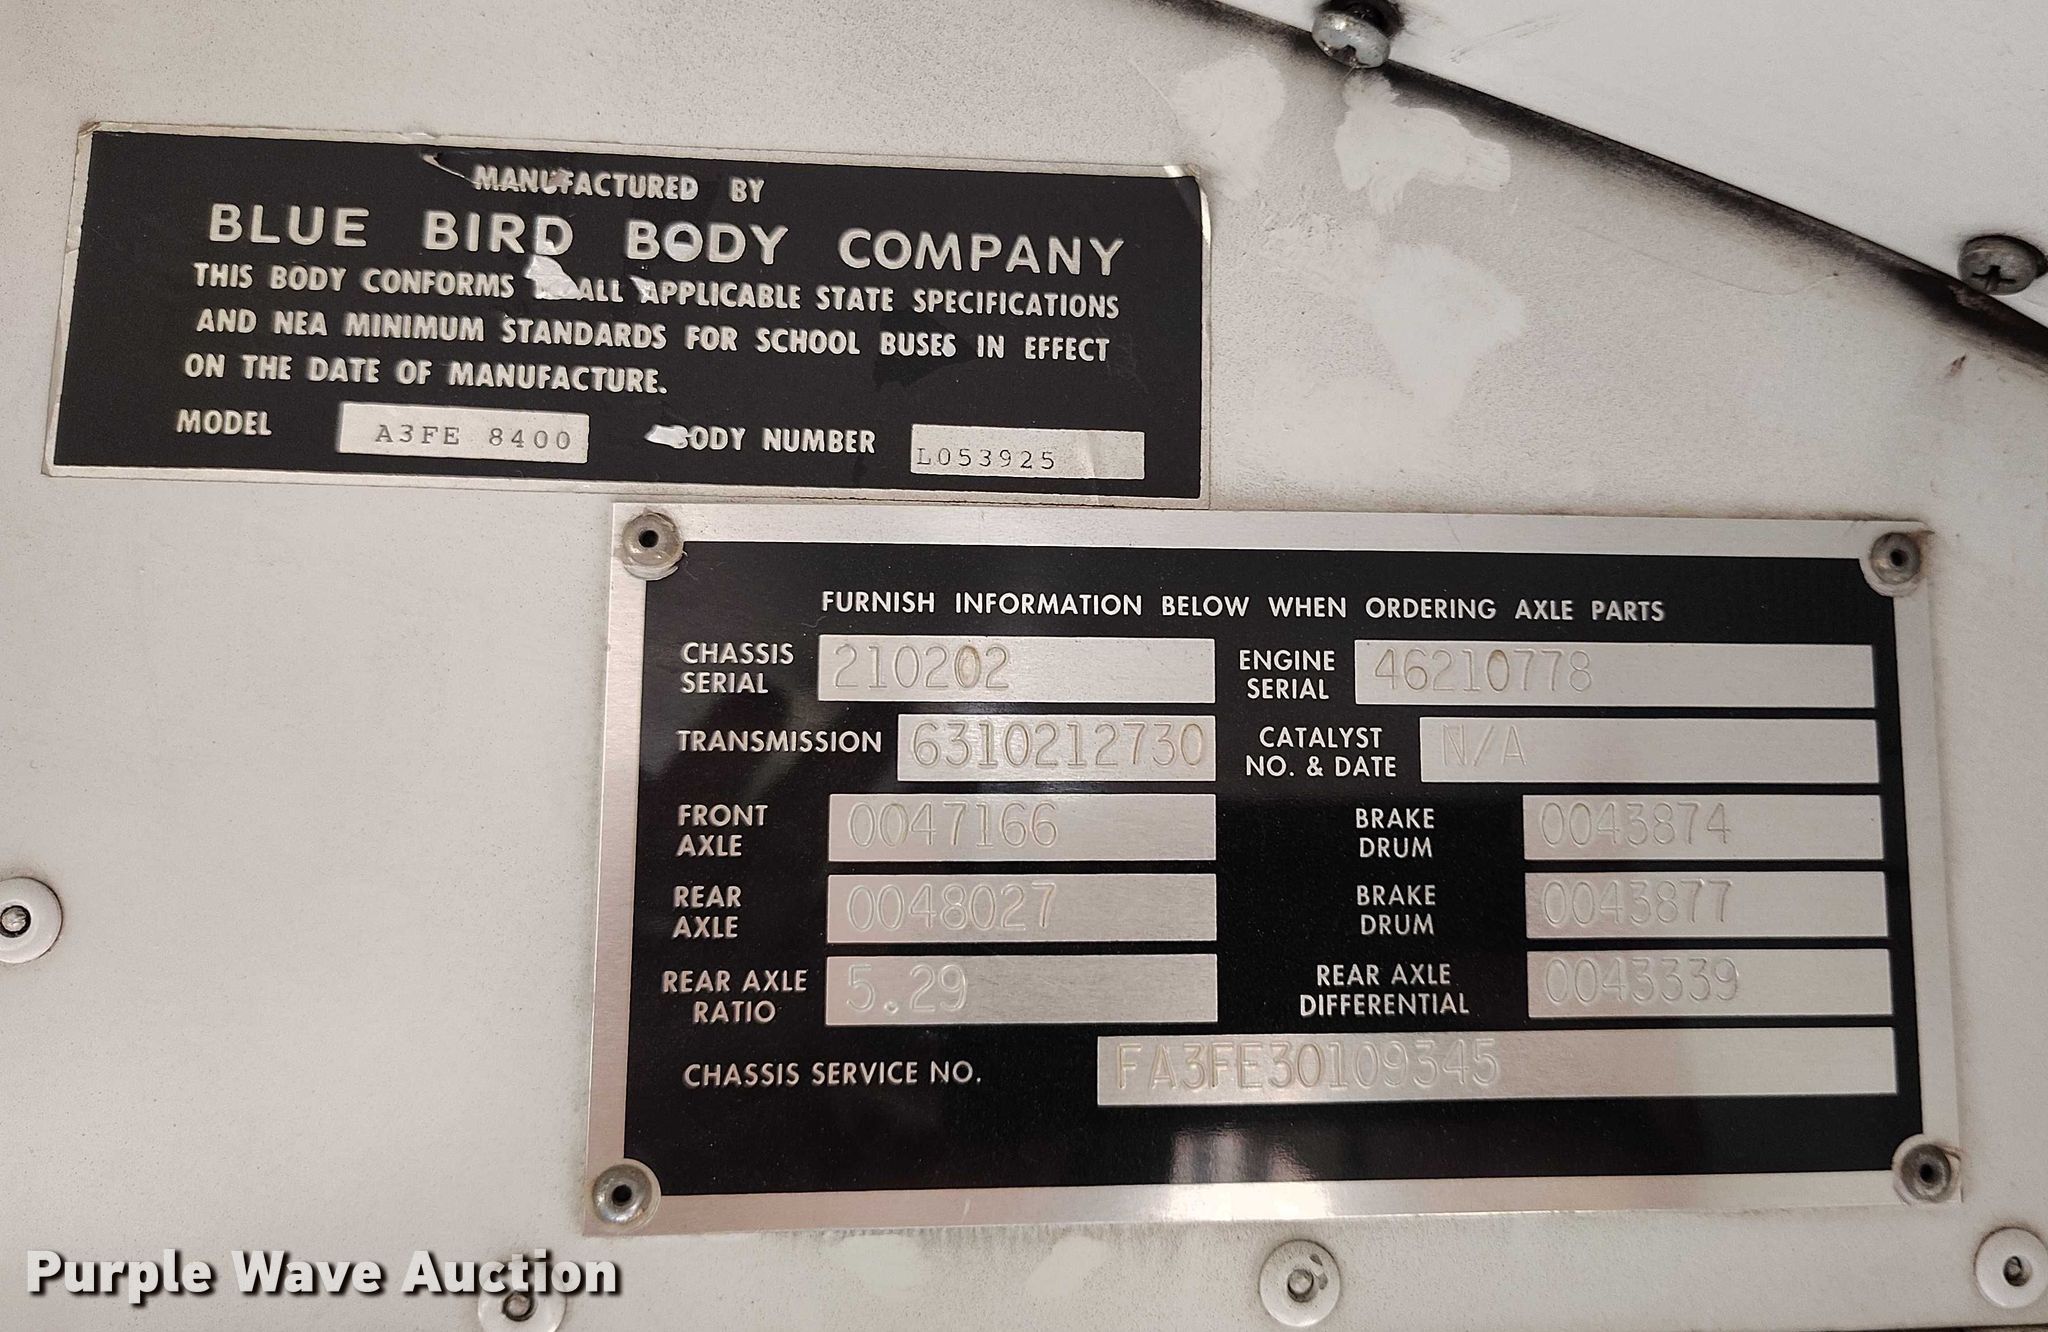 MANUFACTURED BY
BLUE BIRD BODY COMPANY
THIS BODY CONFORMS ALL APPLICABLE STATE SPECIFICATIONS
AND NEA MINIMUM STANDARDS FOR SCHOOL BUSES IN EFFECT
ON THE DATE OF MANUFACTURE.
MODEL A3FE 8400 BODY NUMBER L053925
FURNISH INFORMATION BELOW WHEN ORDERING AXLE PARTS
CHASSIS SERIAL 210202 ENGINE SERIAL 46210778
TRANSMISSION 6310212730 CATALYST NO. & DATE N/A
FRONT AXLE 0047166 BRAKE DRUM 0043874
REAR AXLE 0048027 BRAKE DRUM 0043877
REAR AXLE RATIO 5.29 REAR AXLE DIFFERENTIAL 0043339
CHASSIS SERVICE NO. FA3FE30109345
Purple Wave Auction